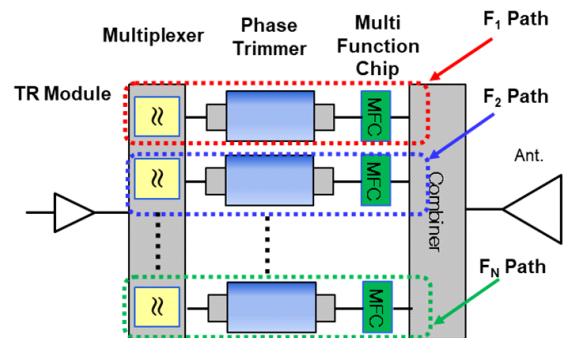 Multiplexer
Phase
Trimmer
Multi
Function
Chip
F1 Path
TR Module
F2 Path
MFC
MFC
Ant.
Combiner
FN Path
MFC